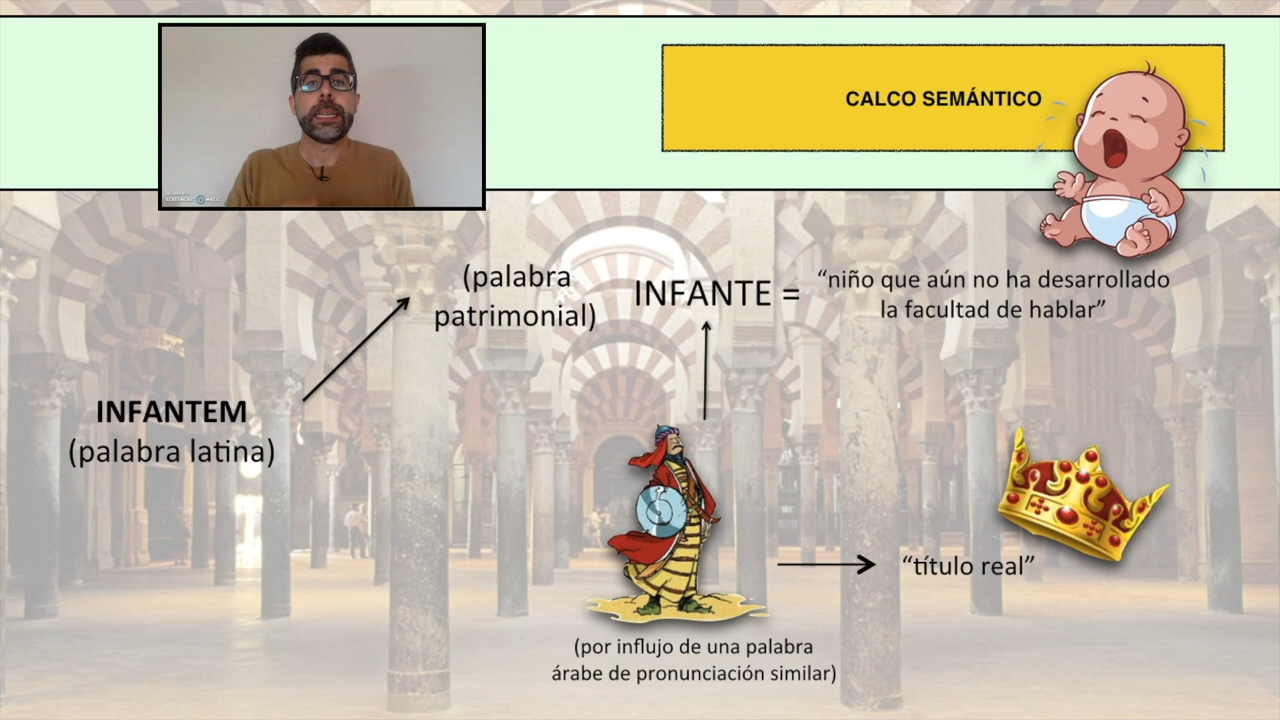 CALCO SEMÁNTICO
(palabra
patrimonial)
INFANTE =
“niño que aún no ha desarrollado
la facultad de hablar”
INFANTEM
(palabra latina)
“título real”
(por influjo de una palabra
árabe de pronunciación similar)